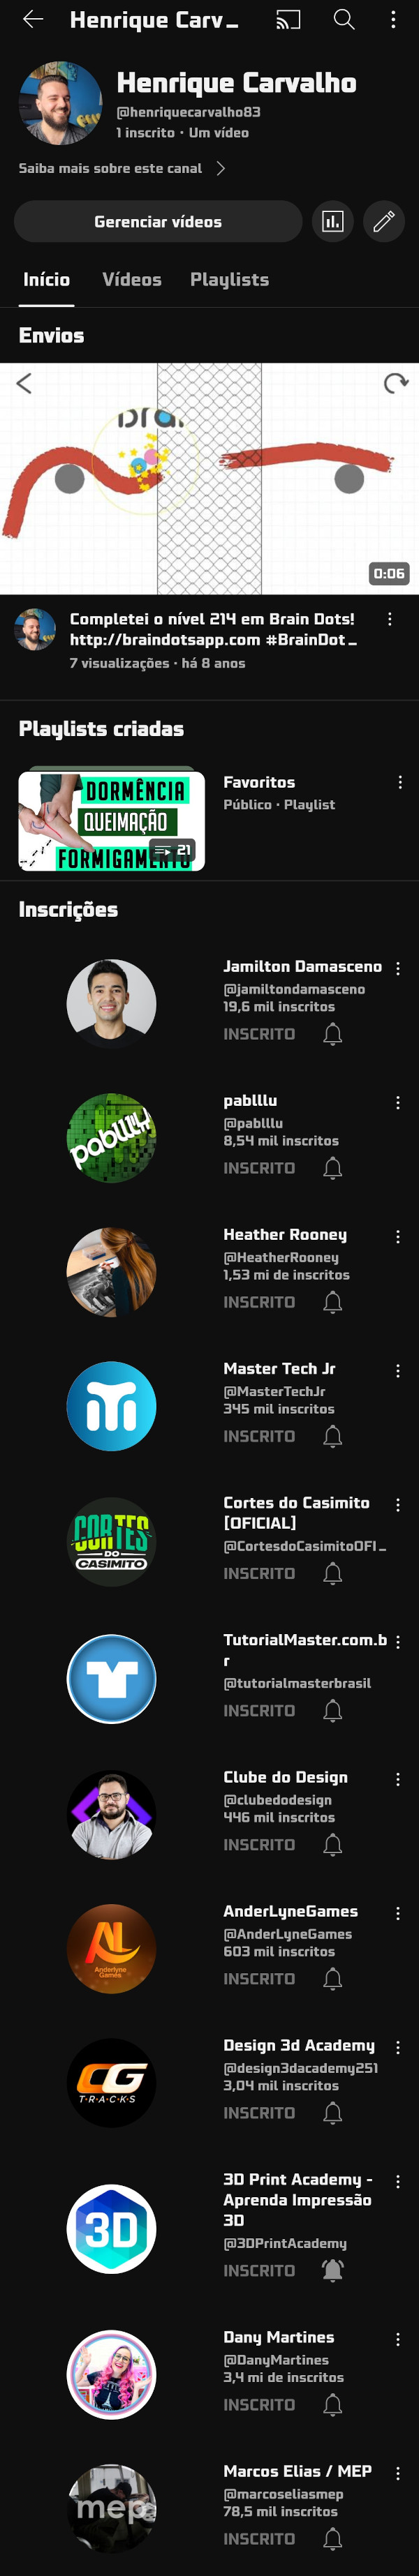 Henrique Carv_
Henrique Carvalho
@henriquecarvalho83
1 inscrito · Um vídeo
Saiba mais sobre este canal
Gerenciar vídeos
Início Vídeos Playlists
Envios
0:06
Completei o nível 214 em Brain Dots!
http://braindotsapp.com #BrainDot_
7 visualizações · há 8 anos
Playlists criadas
DORMÊNCIA
QUEIMAÇÃO
FORMIGAMENTO
21
Favoritos
Público · Playlist
Inscrições
Jamilton Damasceno
@jamiltondamasceno
19,6 mil inscritos
INSCRITO
pablllu
pablllu
@pablllu
8,54 mil inscritos
INSCRITO
Heather Rooney
@HeatherRooney
1,53 mi de inscritos
INSCRITO
Master Tech Jr
@MasterTechJr
345 mil inscritos
INSCRITO
CORTES
DO
CASIMITO
Cortes do Casimito
[OFICIAL]
@CortesdoCasimitoOFI_
INSCRITO
TutorialMaster.com.b
r
@tutorialmasterbrasil
INSCRITO
Clube do Design
@clubedodesign
446 mil inscritos
INSCRITO
AL
Anderlyne
Games
AnderLyneGames
@AnderLyneGames
603 mil inscritos
INSCRITO
CG
T·R·A·C·K·S
Design 3d Academy
@design3dacademy251
3,04 mil inscritos
INSCRITO
3D
3D Print Academy -
Aprenda Impressão
3D
@3DPrintAcademy
INSCRITO
Dany Martines
@DanyMartines
3,4 mi de inscritos
INSCRITO
mep
Marcos Elias / MEP
@marcoseliasmep
78,5 mil inscritos
INSCRITO